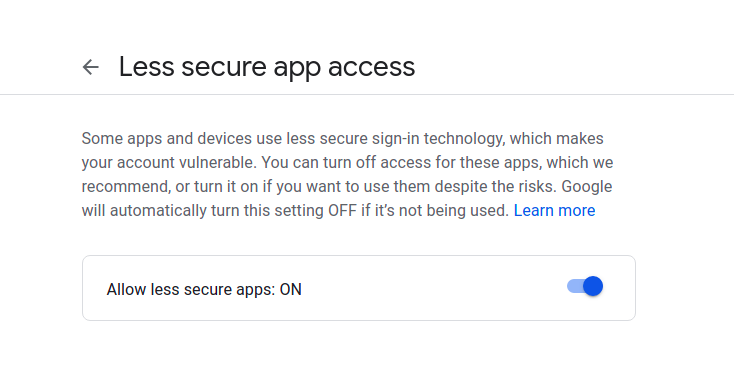 Less secure app access
Some apps and devices use less secure sign-in technology, which makes
your account vulnerable. You can turn off access for these apps, which we
recommend, or turn it on if you want to use them despite the risks. Google
will automatically turn this setting OFF if it’s not being used. Learn more
Allow less secure apps: ON